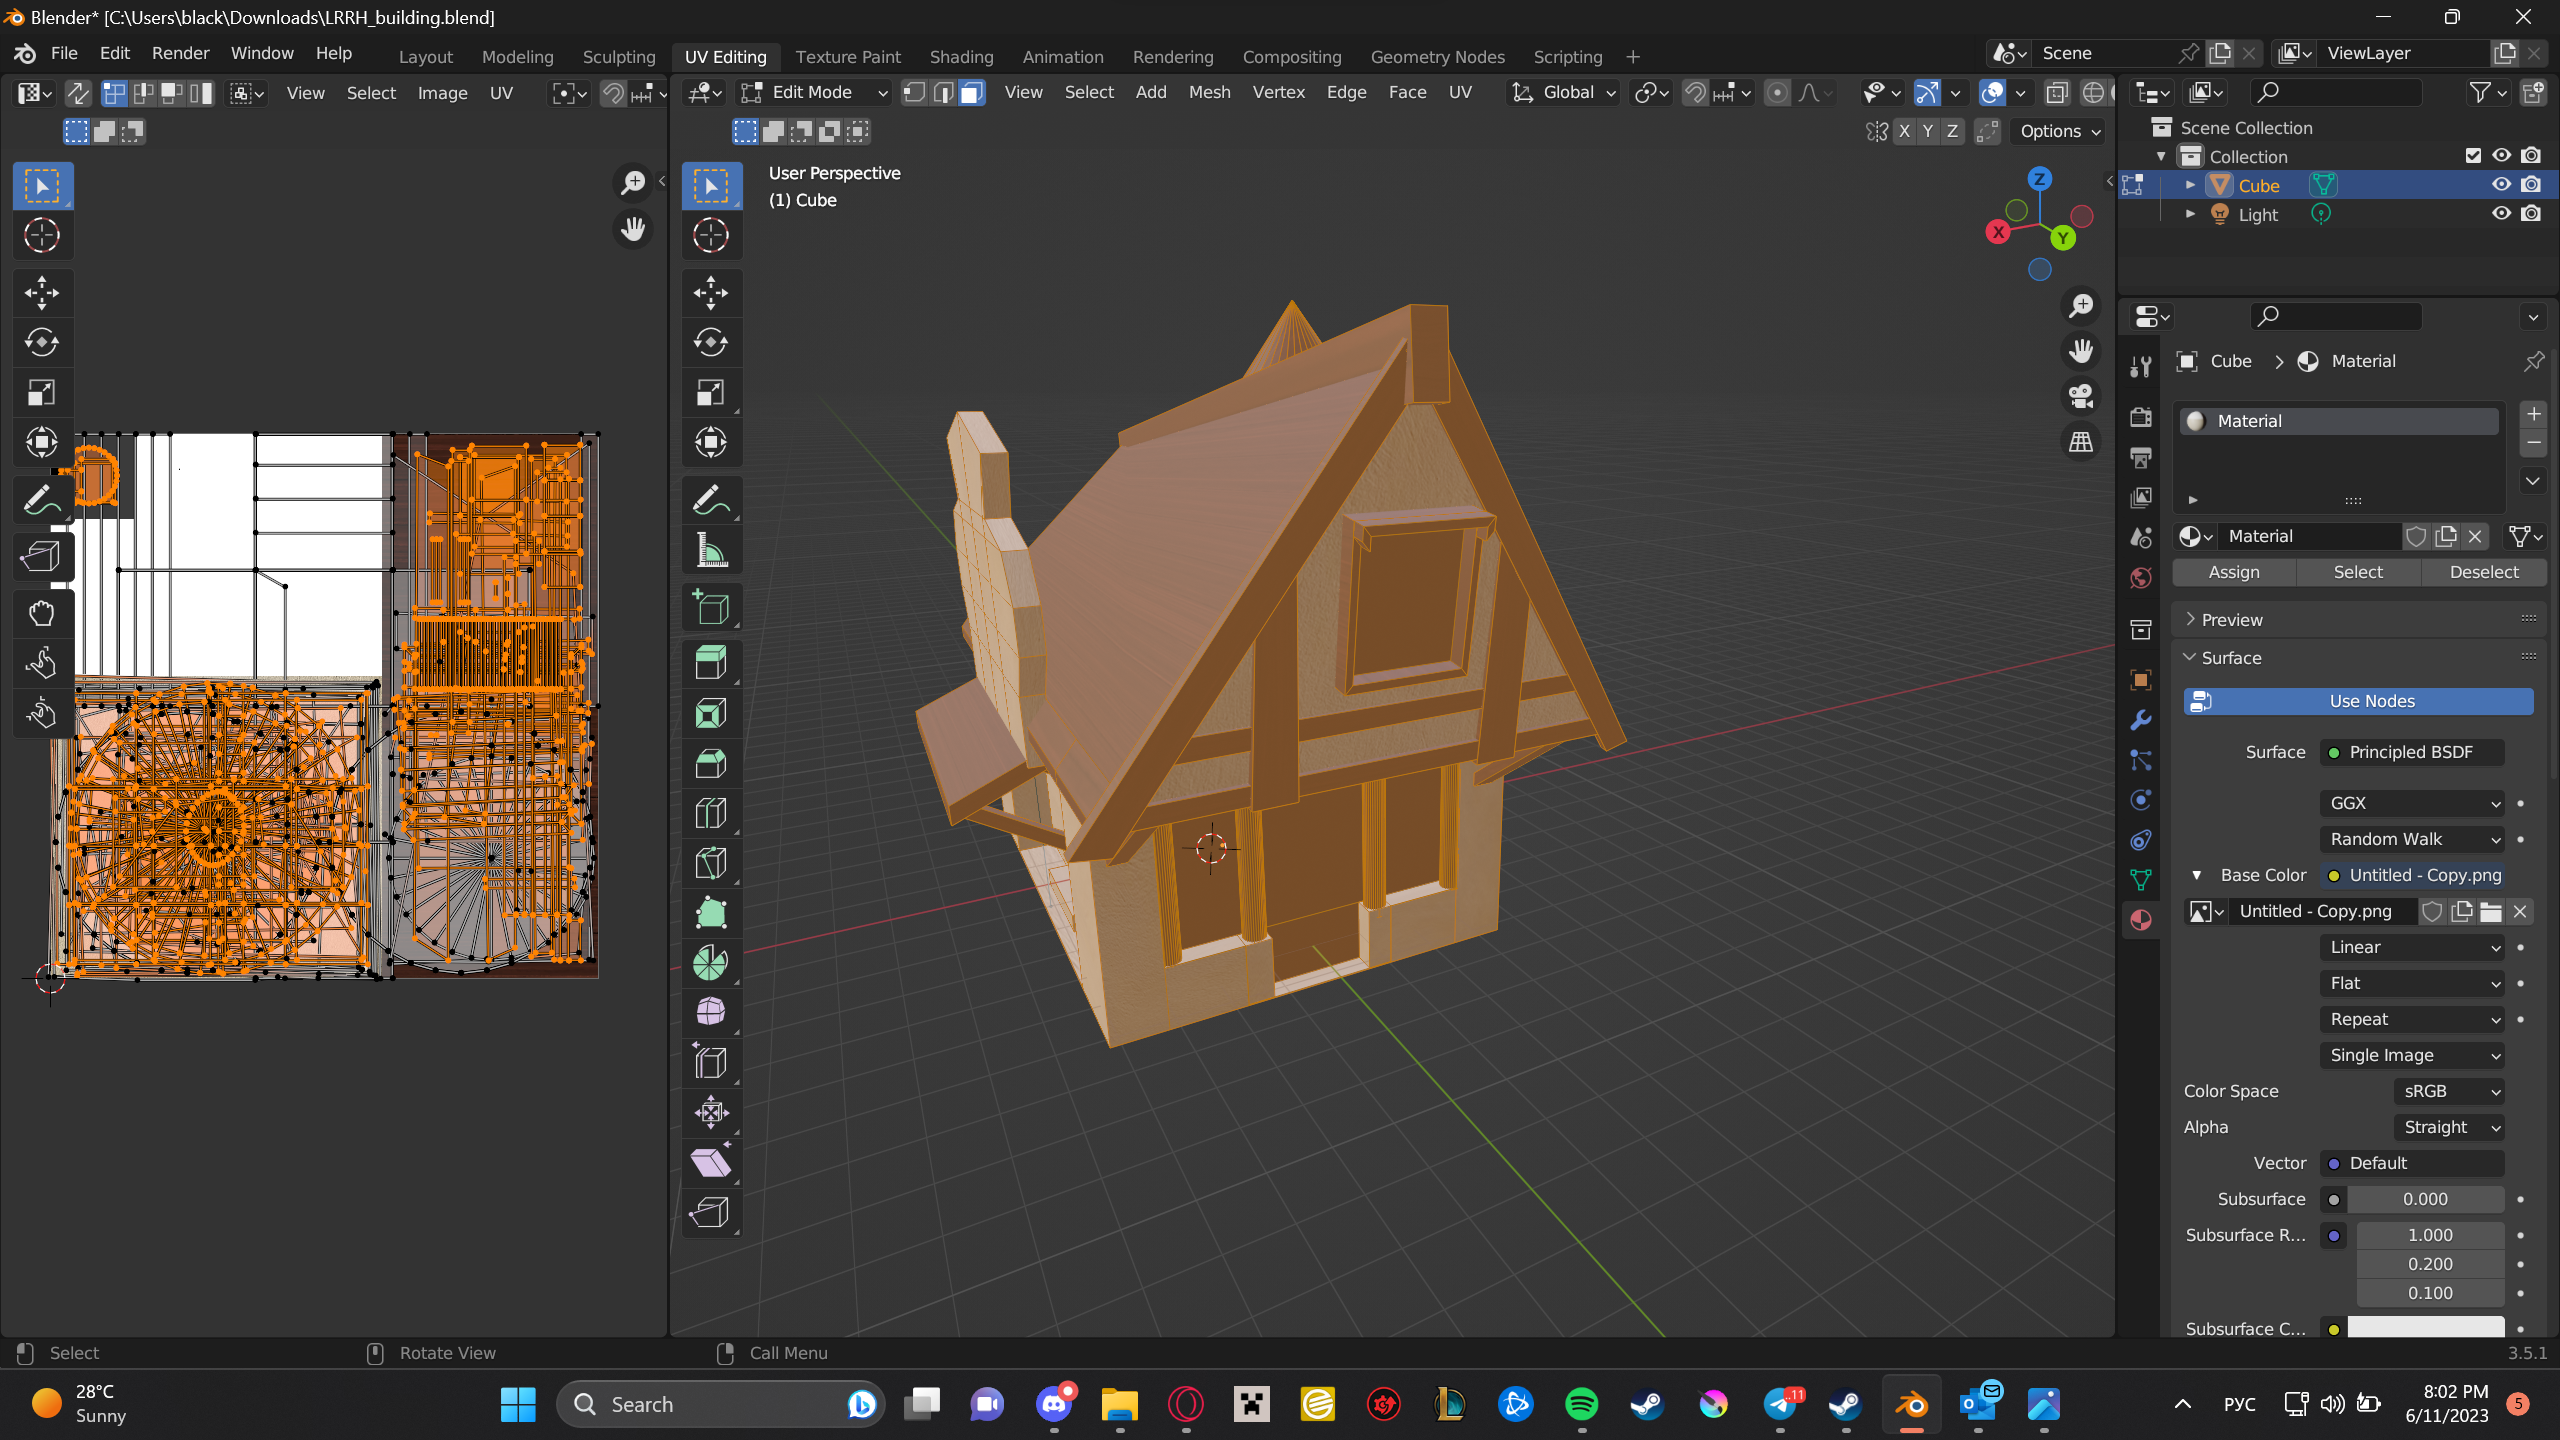 Blender* [C:\Users\black\Downloads\LRRH_building.blend]
File Edit Render Window Help Layout Modeling Sculpting UV Editing Texture Paint Shading Animation Rendering Compositing Geometry Nodes Scripting + Scene ViewLayer
View Select Image UV Edit Mode View Select Add Mesh Vertex Edge Face UV Global
X Y Z Options
User Perspective
(1) Cube
Z
X
Y
Scene Collection
Collection
Cube
Light
Cube > Material
Material
Material
Assign Select Deselect
Preview
Surface
Use Nodes
Surface Principled BSDF
GGX
Random Walk
Base Color Untitled - Copy.png
Untitled - Copy.png
Linear
Flat
Repeat
Single Image
Color Space sRGB
Alpha Straight
Vector Default
Subsurface 0.000
Subsurface R... 1.000
0.200
0.100
Subsurface C...
Select Rotate View Call Menu 3.5.1
28°C
Sunny
Search
11
РУС
8:02 PM
6/11/2023
5